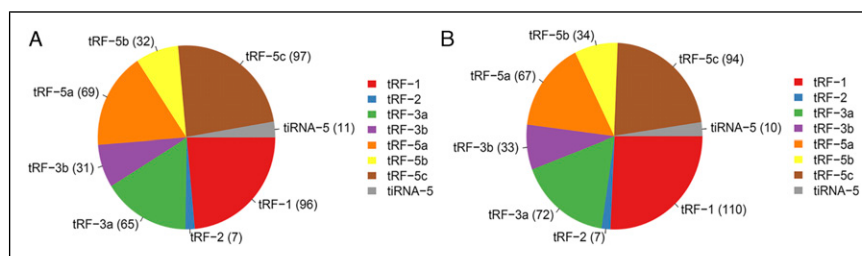 A
tRF-5b (32)
tRF-5c (97)
tRF-5a (69)
tiRNA-5 (11)
tRF-3b (31)
tRF-1 (96)
tRF-3a (65)
tRF-2 (7)
tRF-1
tRF-2
tRF-3a
tRF-3b
tRF-5a
tRF-5b
tRF-5c
tiRNA-5
B
tRF-5b (34)
tRF-5c (94)
tRF-5a (67)
tiRNA-5 (10)
tRF-3b (33)
tRF-1 (110)
tRF-3a (72)
tRF-2 (7)
tRF-1
tRF-2
tRF-3a
tRF-3b
tRF-5a
tRF-5b
tRF-5c
tiRNA-5